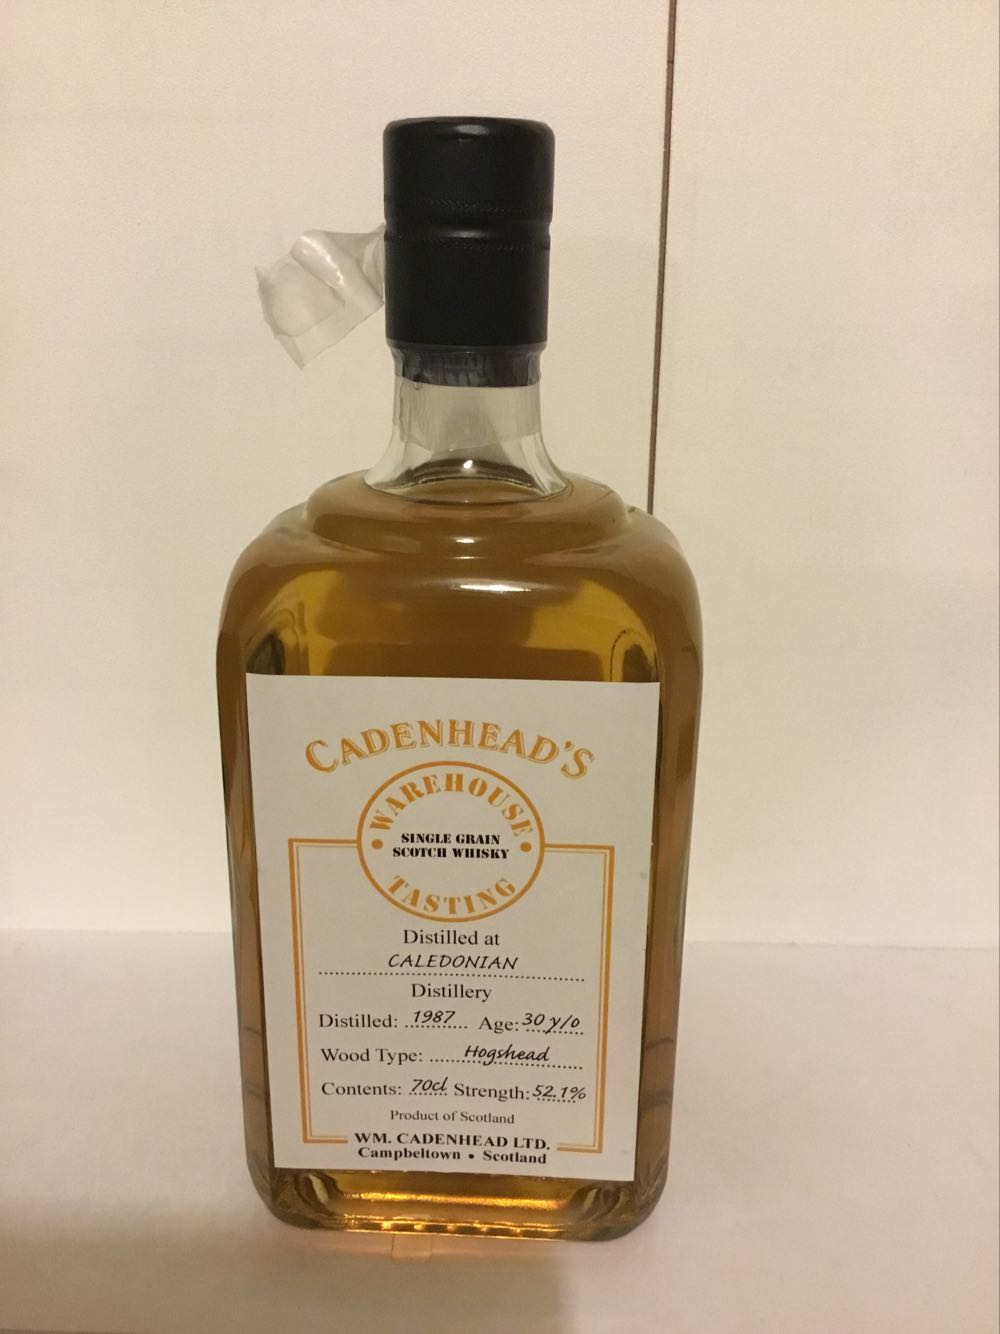 CADENHEAD'S
WAREHOUSE
SINGLE GRAIN
SCOTCH WHISKY
TASTING
Distilled at
CALEDONIAN
Distillery
Distilled: 1987 Age: 30 y/o
Wood Type: Hogshead
Contents: 70cl Strength: 52.1%
Product of Scotland
WM. CADENHEAD LTD.
Campbeltown • Scotland